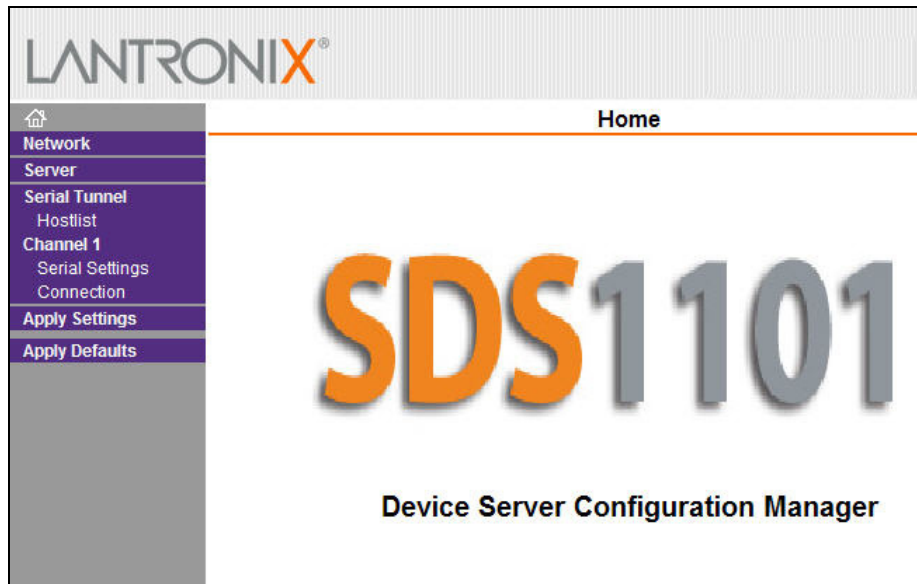 LANTRONIX®
Home
Network
Server
Serial Tunnel
Hostlist
Channel 1
Serial Settings
Connection
Apply Settings
Apply Defaults
SDS1101
Device Server Configuration Manager